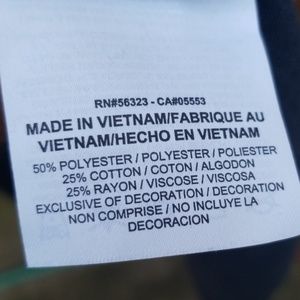 RN#56323 - CA#05553
MADE IN VIETNAM/FABRIQUE AU
VIETNAM/HECHO EN VIETNAM
50% POLYESTER / POLYESTER / POLIESTER
25% COTTON / COTON / ALGODON
25% RAYON / VISCOSE / VISCOSA
EXCLUSIVE OF DECORATION / DECORATION
NON COMPRISE / NO INCLUYE LA
DECORACION